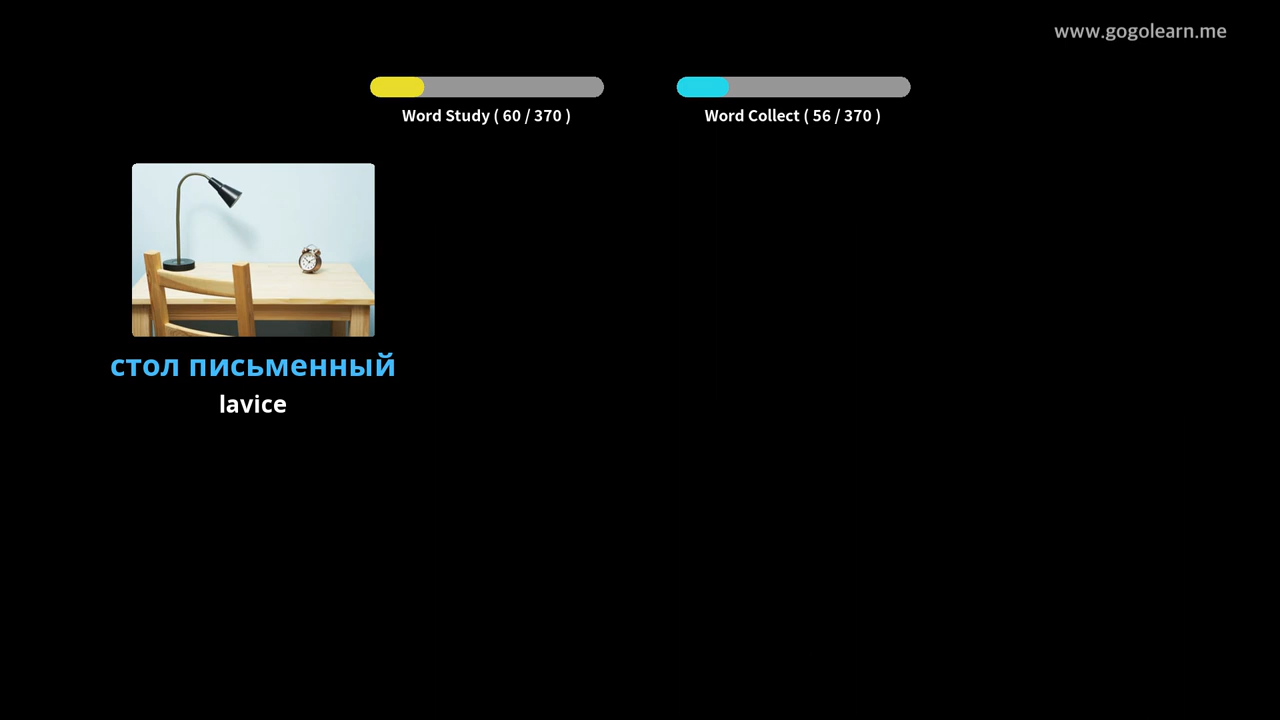 www.gogolearn.me
Word Study ( 60 / 370 )
Word Collect ( 56 / 370 )
стол письменный
lavice